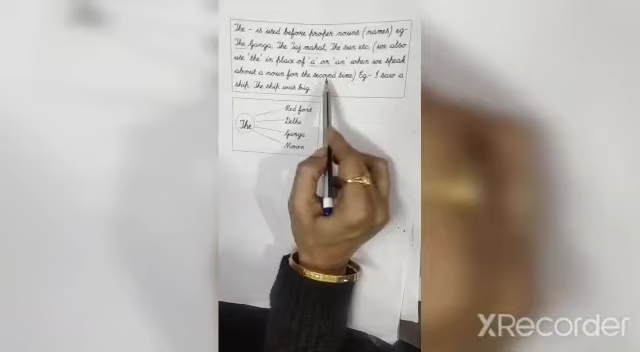 The - is used before proper nouns (names) eg-
The Ganga, The Taj mahal, The sun etc. (we also
use 'the' in place of 'a' or 'an' when we speak
about a noun for the second time) Eg- I saw a
ship. The ship was big.
The
Red fort
Delhi
Ganga
Moon
XRecorder